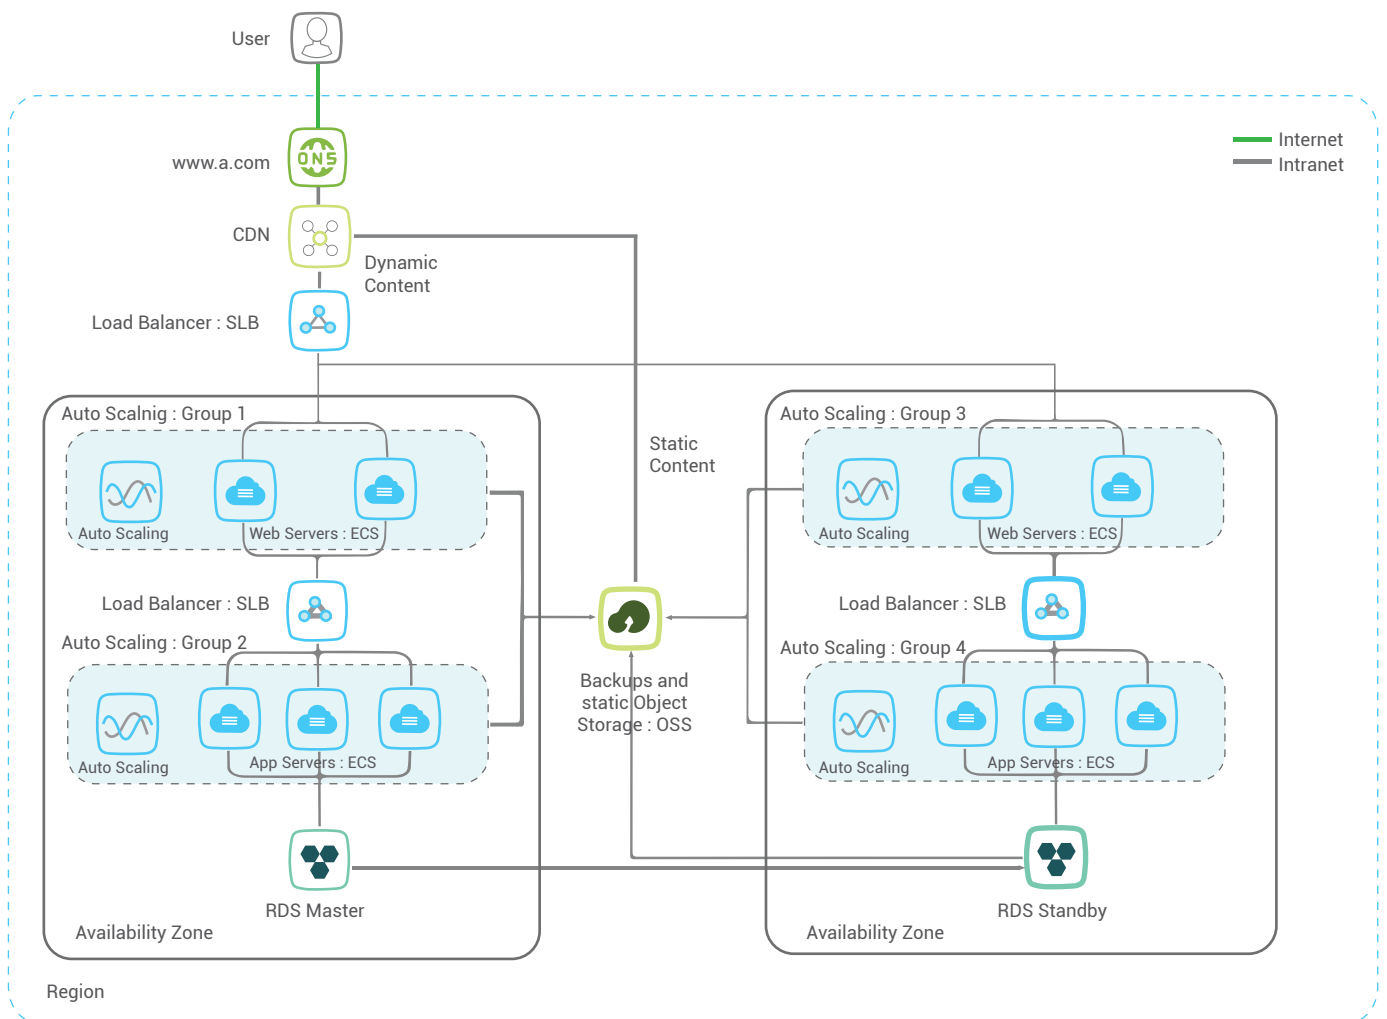 User
Internet
Intranet
www.a.com
ONS
CDN
Dynamic
Content
Load Balancer : SLB
Auto Scalnig : Group 1
Auto Scaling
Web Servers : ECS
Load Balancer : SLB
Auto Scaling : Group 2
Auto Scaling
App Servers : ECS
RDS Master
Availability Zone
Static
Content
Backups and
static Object
Storage : OSS
Auto Scaling : Group 3
Auto Scaling
Web Servers : ECS
Load Balancer : SLB
Auto Scaling : Group 4
Auto Scaling
App Servers : ECS
RDS Standby
Availability Zone
Region